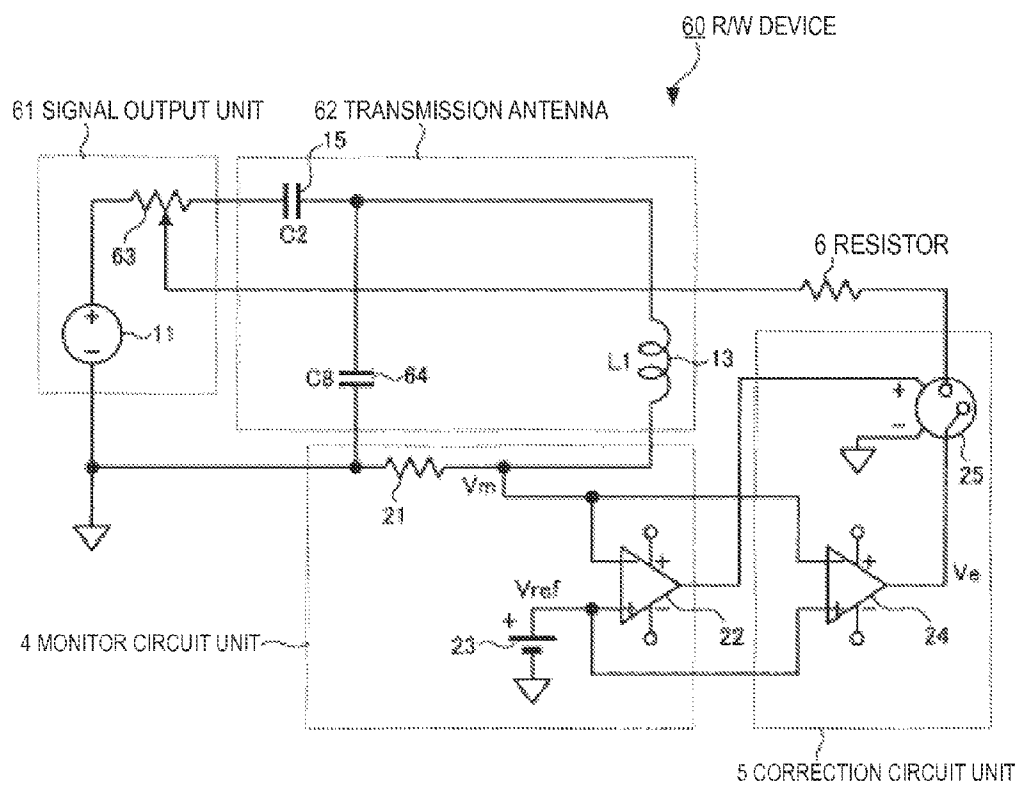 60 R/W DEVICE
61 SIGNAL OUTPUT UNIT
62 TRANSMISSION ANTENNA
15
63
C2
6 RESISTOR
+
11
−
C8
64
L1
13
+
−
25
Vm
21
+
Ve
Vref
+
22
24
+
−
+
−
23
4 MONITOR CIRCUIT UNIT
5 CORRECTION CIRCUIT UNIT